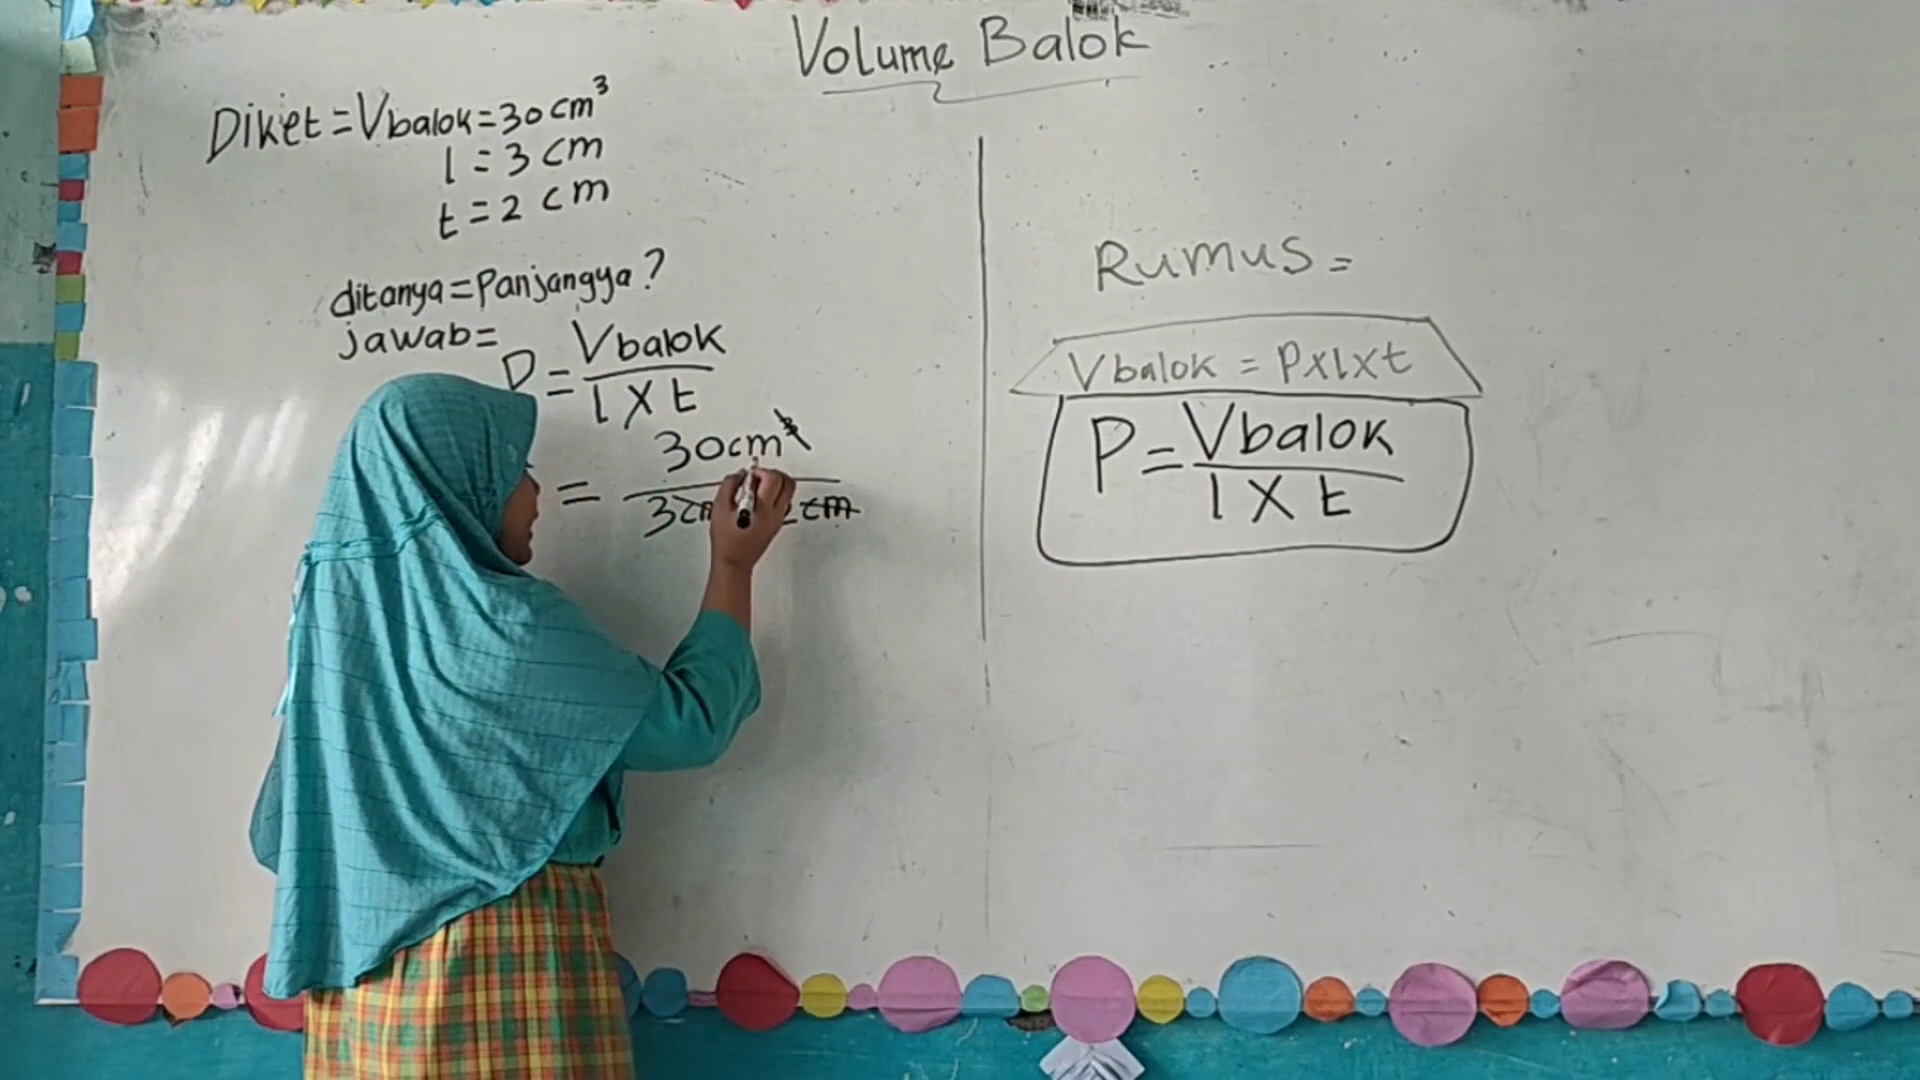 Volume Balok
Diket = Vbalok = 30 cm³
l = 3 cm
t = 2 cm
ditanya = Panjangya?
jawab =
P = Vbalok
l X t
= 30cm³
3cm 2cm
Rumus =
Vbalok = Pxlxt
P = Vbalok
l X t